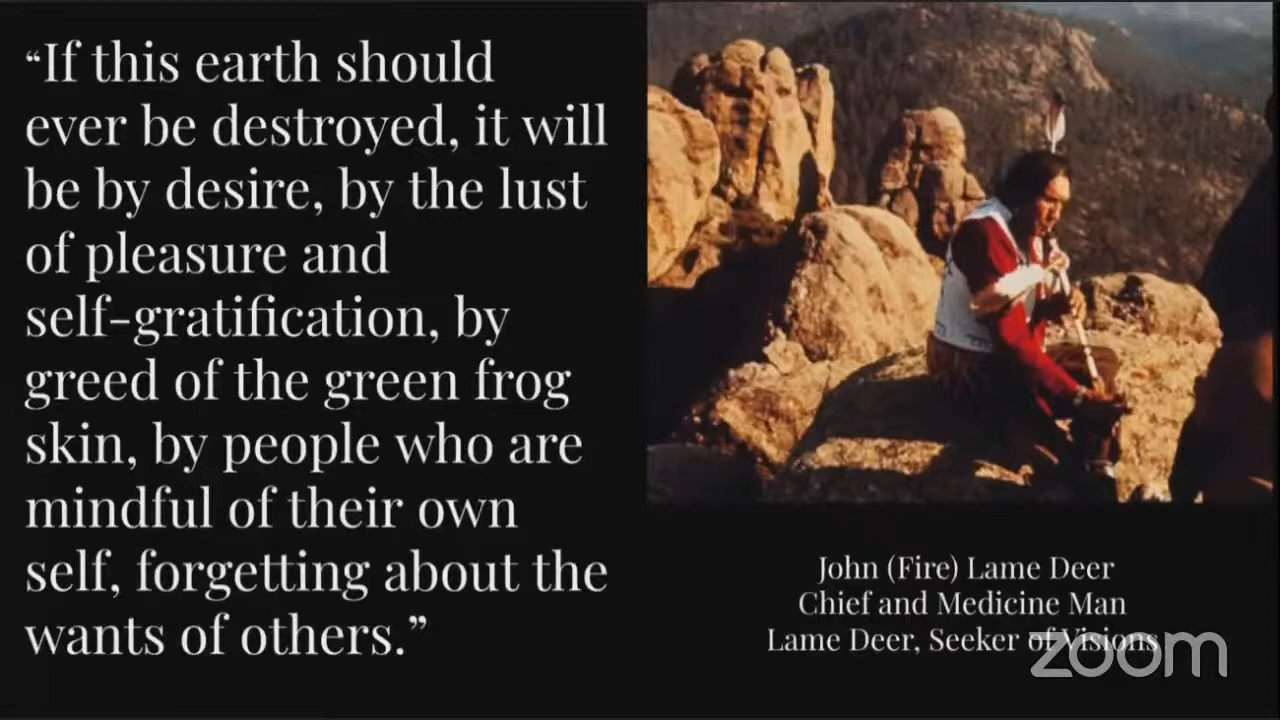 “If this earth should
ever be destroyed, it will
be by desire, by the lust
of pleasure and
self-gratification, by
greed of the green frog
skin, by people who are
mindful of their own
self, forgetting about the
wants of others.”
John (Fire) Lame Deer
Chief and Medicine Man
Lame Deer, Seeker of Visions
zoom